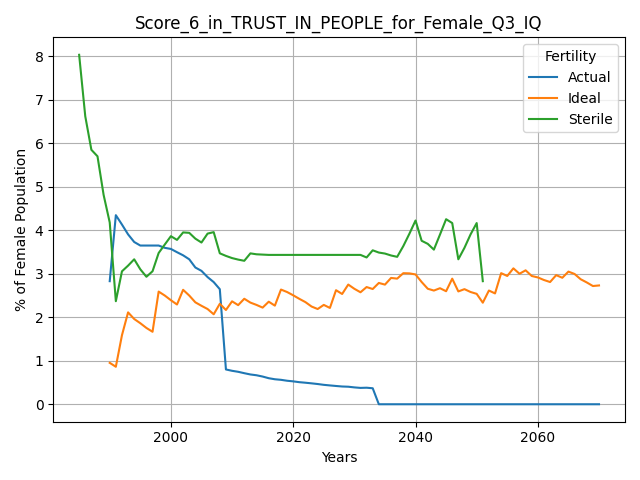 Score_6_in_TRUST_IN_PEOPLE_for_Female_Q3_IQ
Fertility
Actual
Ideal
Sterile
% of Female Population
8
7
6
5
4
3
2
1
0
2000 2020 2040 2060
Years